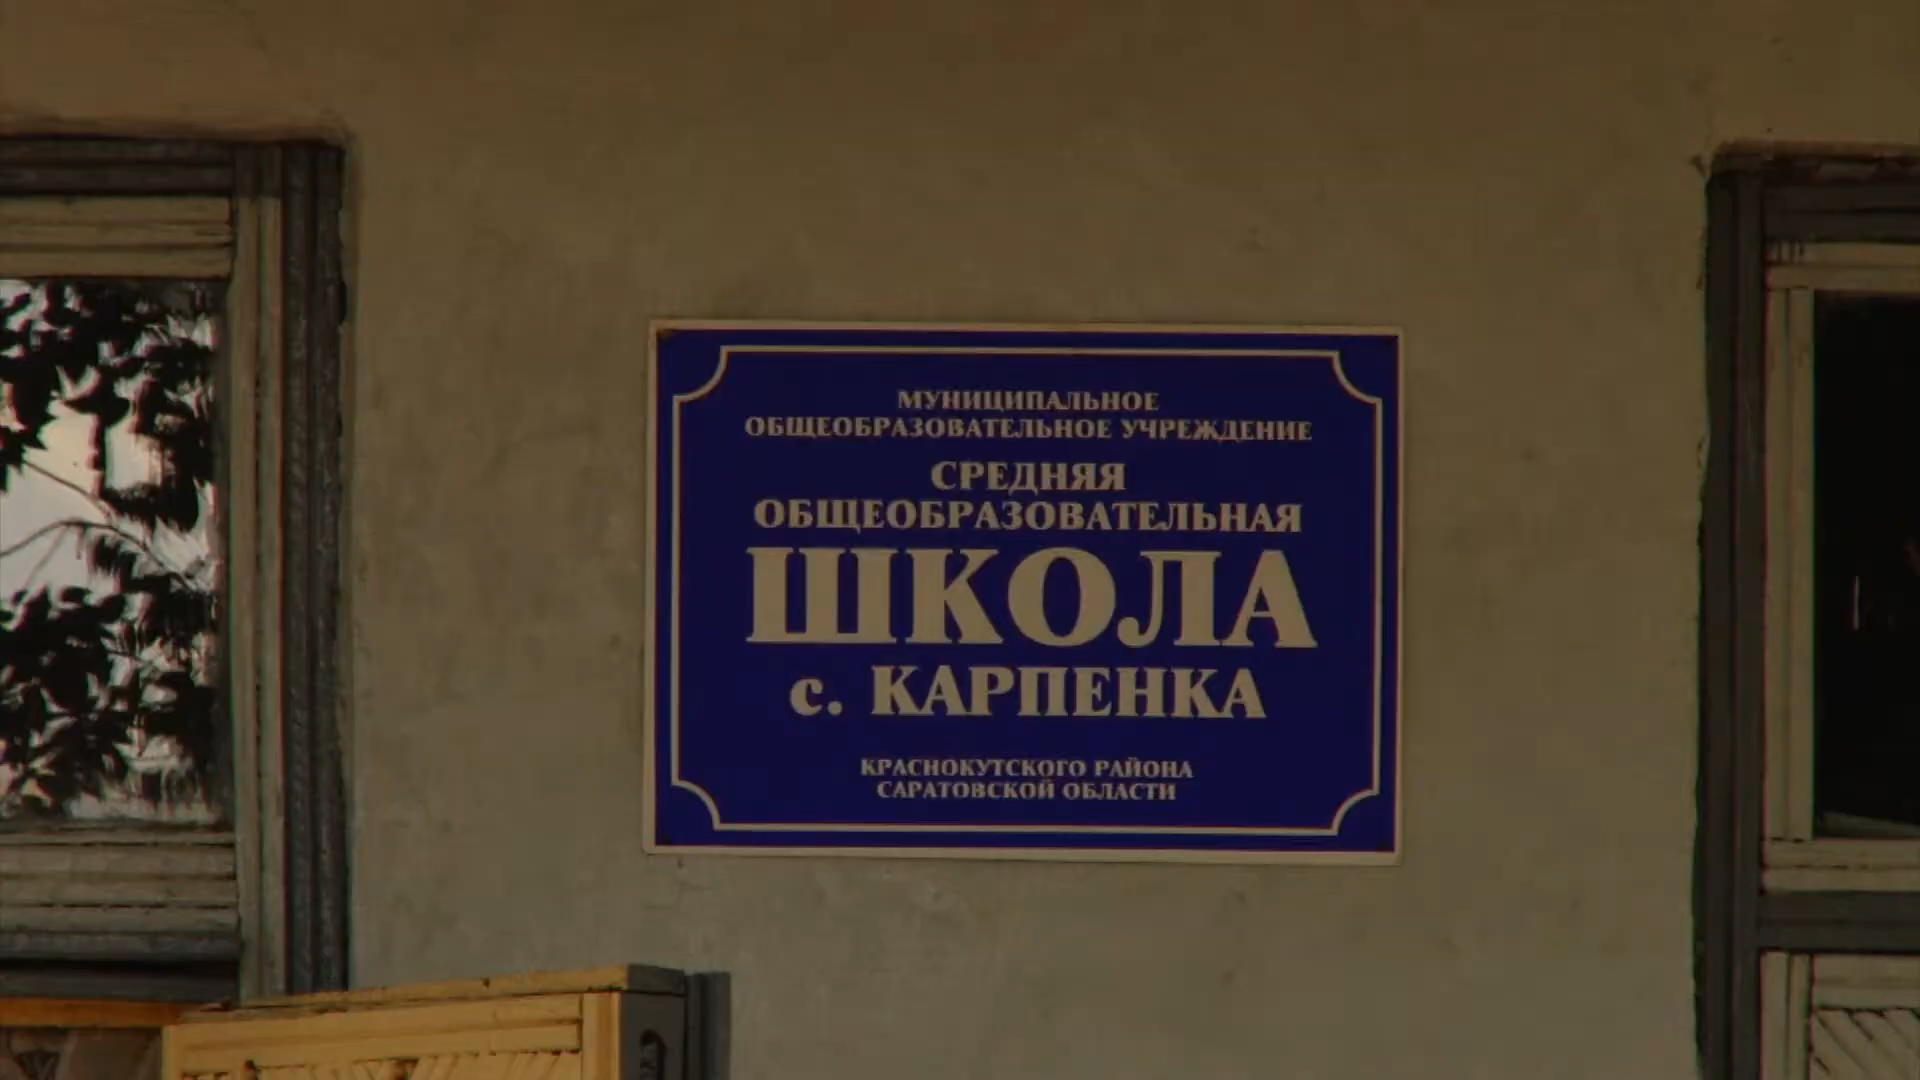 МУНИЦИПАЛЬНОЕ
ОБЩЕОБРАЗОВАТЕЛЬНОЕ УЧРЕЖДЕНИЕ
СРЕДНЯЯ
ОБЩЕОБРАЗОВАТЕЛЬНАЯ
ШКОЛА
с. КАРПЕНКА
КРАСНОКУТСКОГО РАЙОНА
САРАТОВСКОЙ ОБЛАСТИ